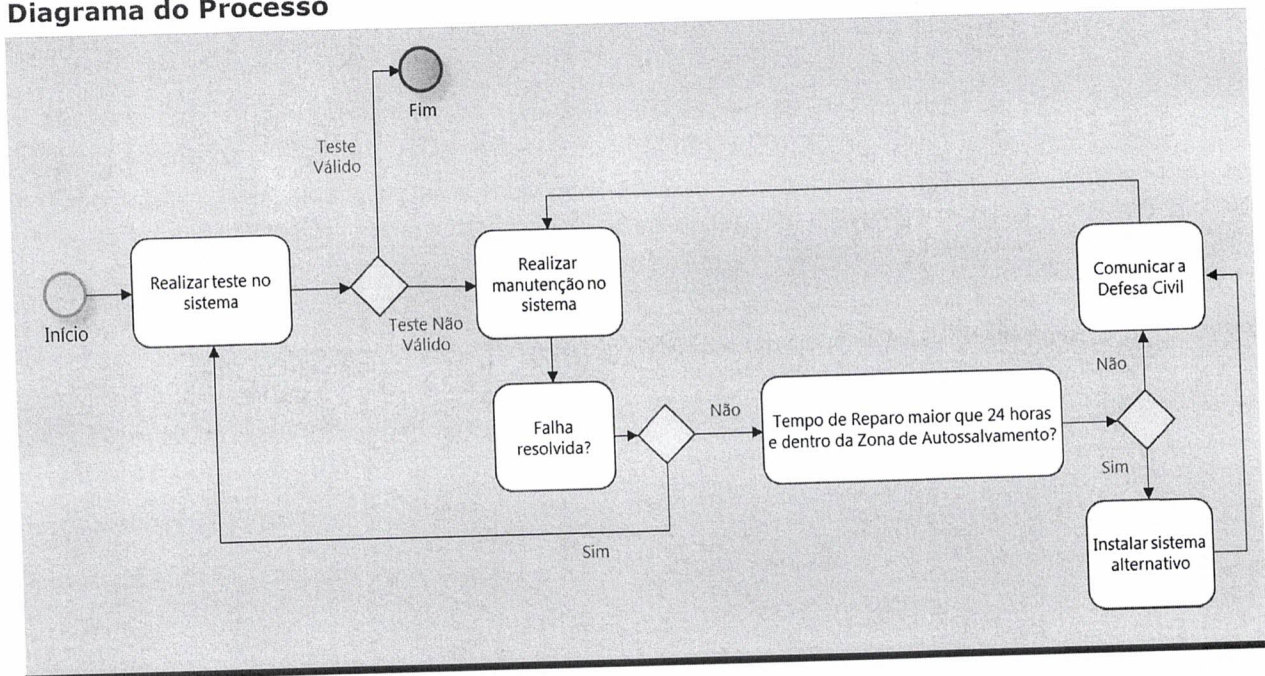 Diagrama do Processo
Fim
Teste
Válido
Início
Realizar teste no
sistema
Teste Não
Válido
Realizar
manutenção no
sistema
Falha
resolvida?
Sim
Não
Tempo de Reparo maior que 24 horas
e dentro da Zona de Autossalvamento?
Não
Comunicar a
Defesa Civil
Sim
Instalar sistema
alternativo